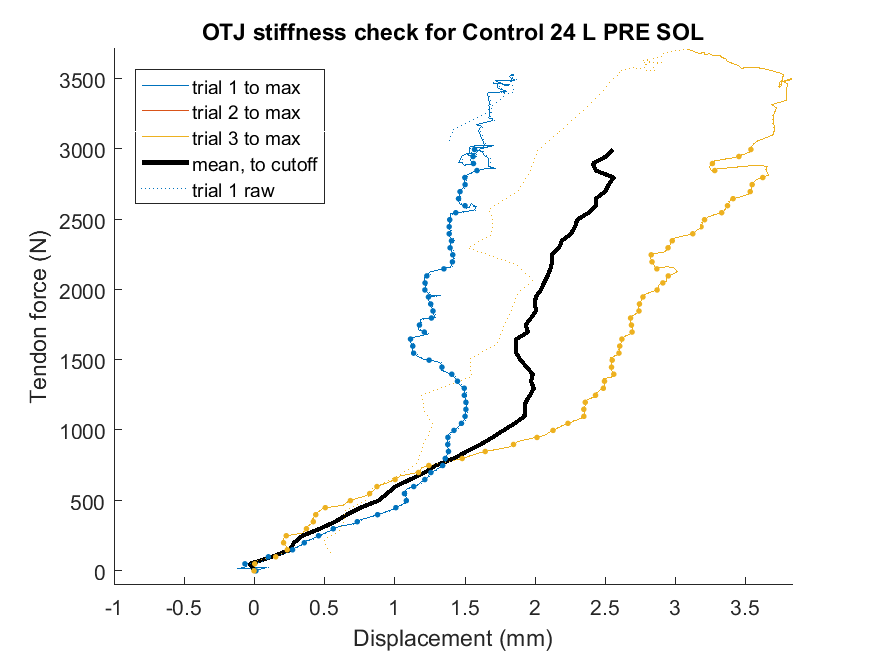 OTJ stiffness check for Control 24 L PRE SOL
trial 1 to max
trial 2 to max
trial 3 to max
mean, to cutoff
trial 1 raw
3500
3000
2500
2000
1500
1000
500
0
Tendon force (N)
-1 -0.5 0 0.5 1 1.5 2 2.5 3 3.5
Displacement (mm)